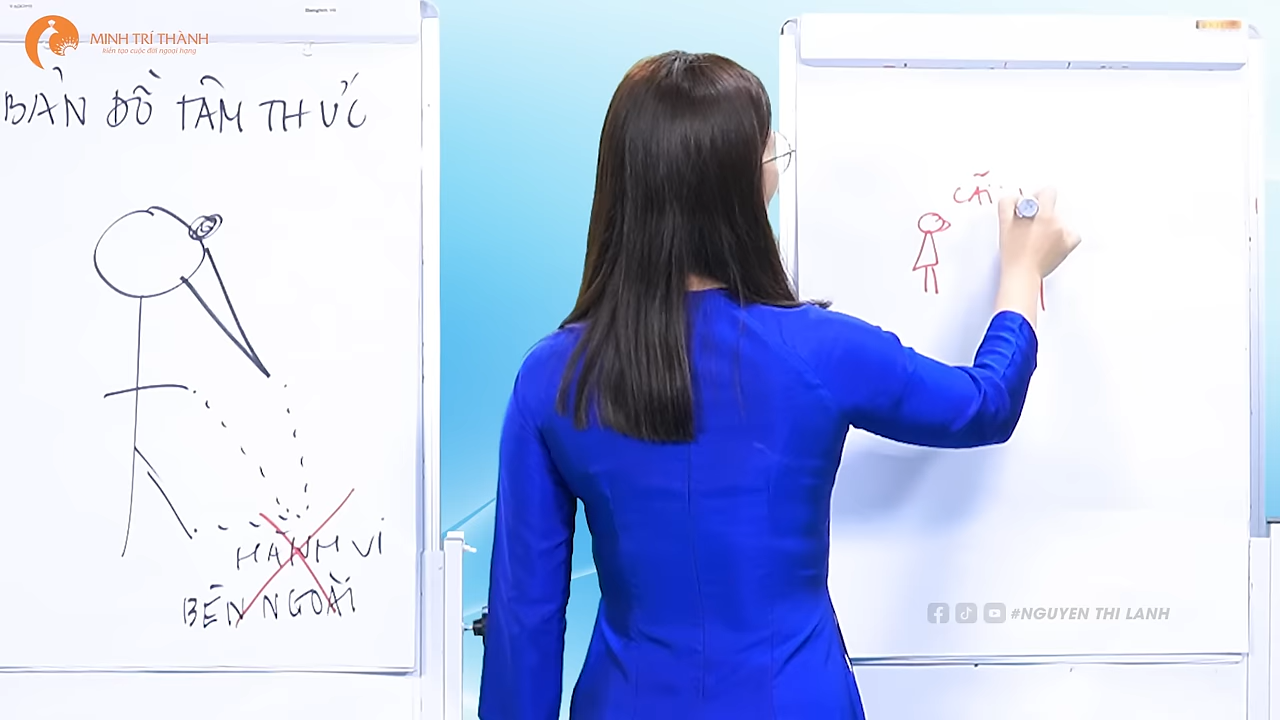 MINH TRÍ THÀNH
kiến tạo cuộc đời ngoại hạng
BẢN ĐỒ TÂM THỨC
HÀNH VI
BÊN NGOÀI
CÃI
#NGUYEN THI LANH